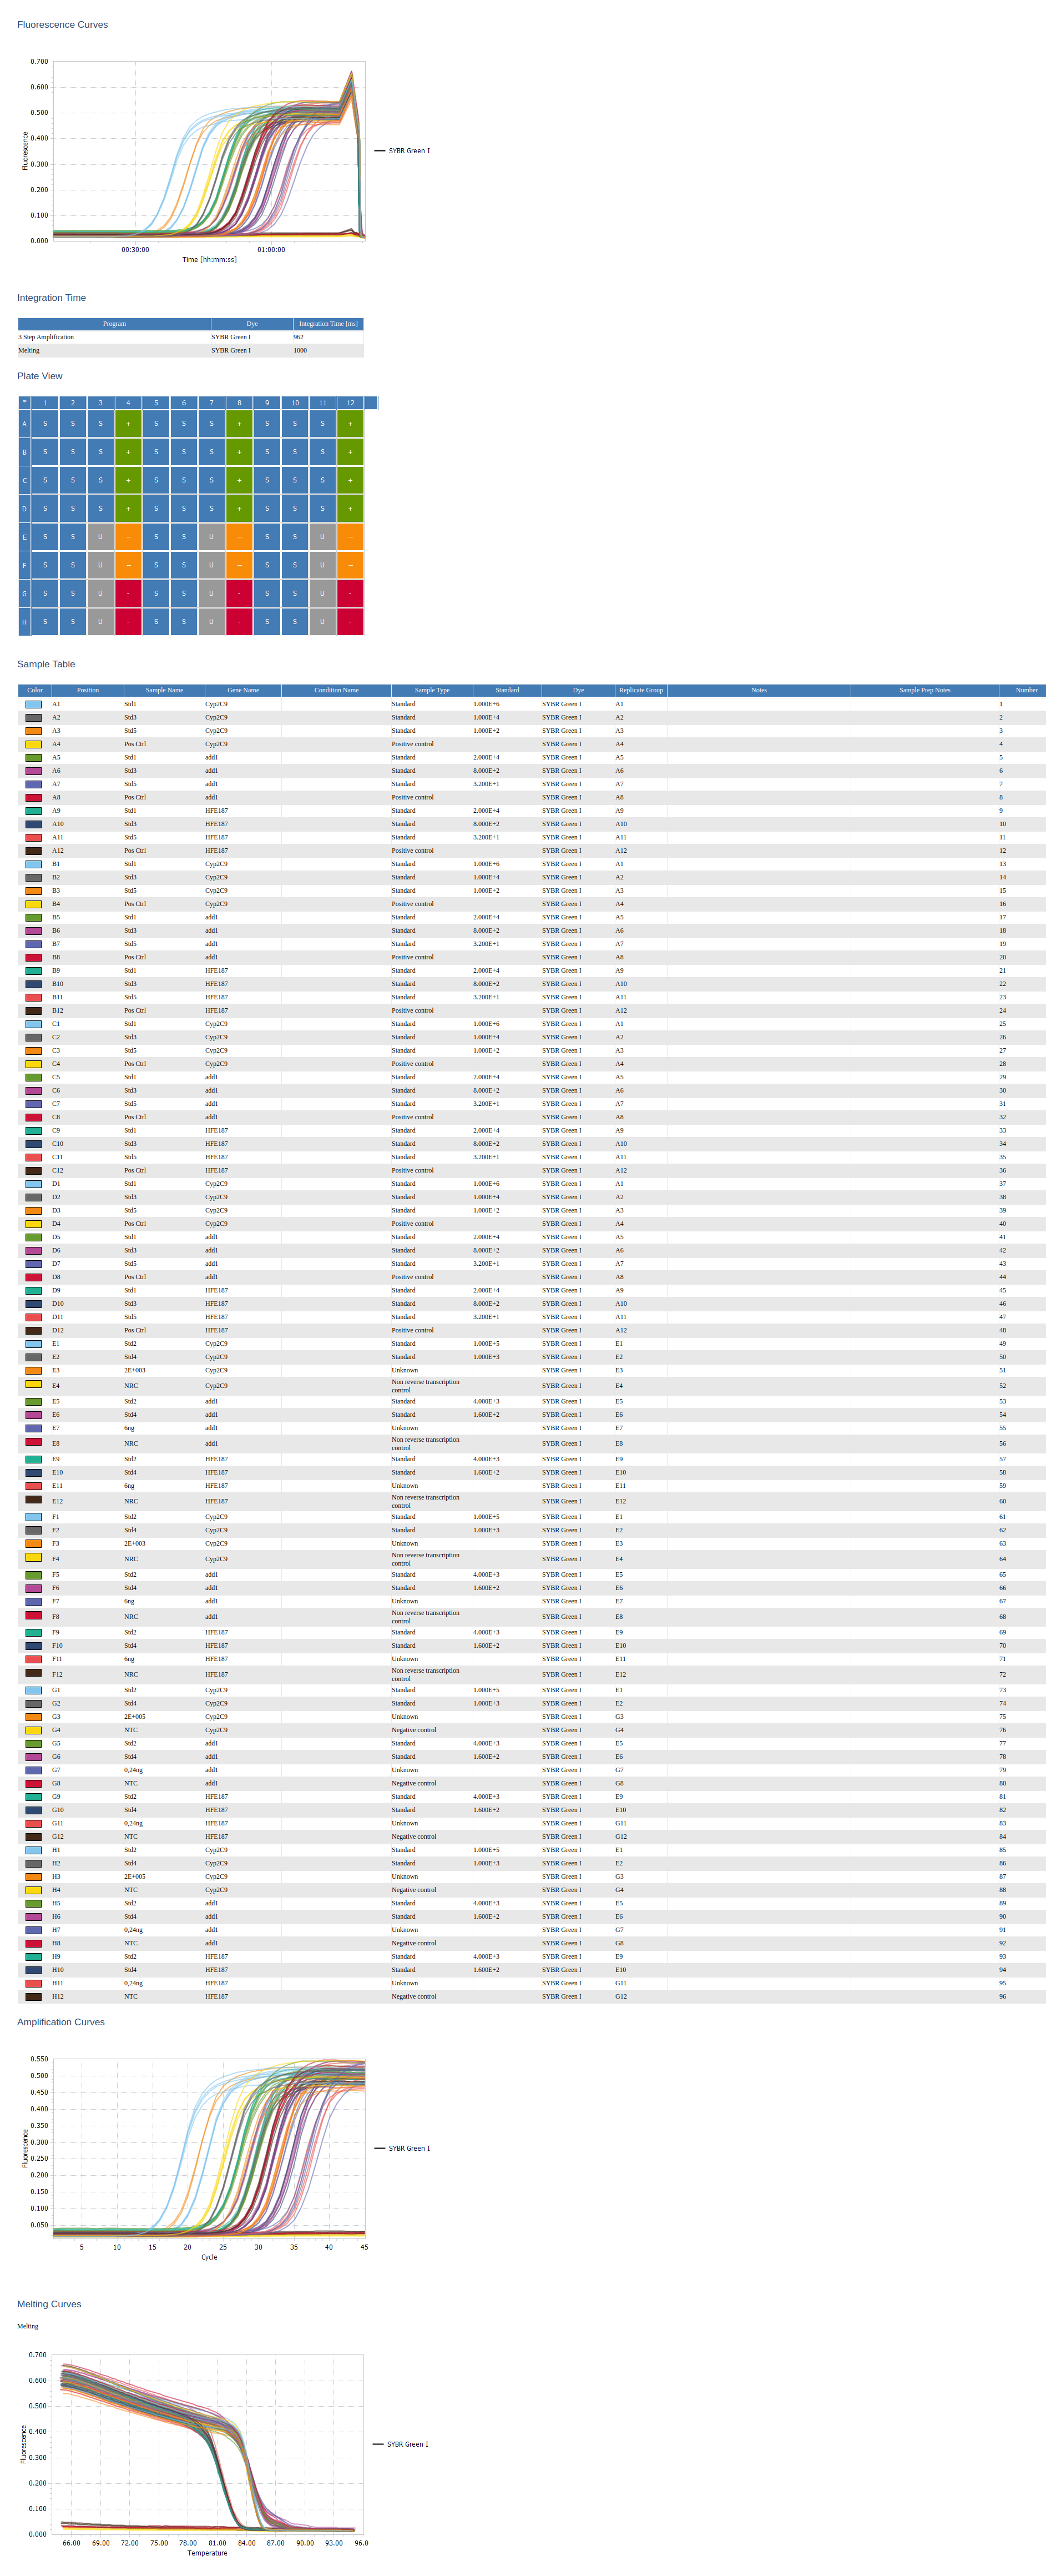 Fluorescence Curves
0.700
0.600
0.500
0.400
0.300
0.200
0.100
0.000
Fluorescence
SYBR Green I
00:30:00 01:00:00
Time [hh:mm:ss]
Integration Time
Program Dye Integration Time [ms]
3 Step Amplification SYBR Green I 962
Melting SYBR Green I 1000
Plate View
* 1 2 3 4 5 6 7 8 9 10 11 12
A S S S + S S S + S S S +
B S S S + S S S + S S S +
C S S S + S S S + S S S +
D S S S + S S S + S S S +
E S S U -- S S U -- S S U --
F S S U -- S S U -- S S U --
G S S U - S S U - S S U -
H S S U - S S U - S S U -
Sample Table
Color Position Sample Name Gene Name Condition Name Sample Type Standard Dye Replicate Group Notes Sample Prep Notes Number
A1 Std1 Cyp2C9 Standard 1.000E+6 SYBR Green I A1 1
A2 Std3 Cyp2C9 Standard 1.000E+4 SYBR Green I A2 2
A3 Std5 Cyp2C9 Standard 1.000E+2 SYBR Green I A3 3
A4 Pos Ctrl Cyp2C9 Positive control SYBR Green I A4 4
A5 Std1 add1 Standard 2.000E+4 SYBR Green I A5 5
A6 Std3 add1 Standard 8.000E+2 SYBR Green I A6 6
A7 Std5 add1 Standard 3.200E+1 SYBR Green I A7 7
A8 Pos Ctrl add1 Positive control SYBR Green I A8 8
A9 Std1 HFE187 Standard 2.000E+4 SYBR Green I A9 9
A10 Std3 HFE187 Standard 8.000E+2 SYBR Green I A10 10
A11 Std5 HFE187 Standard 3.200E+1 SYBR Green I A11 11
A12 Pos Ctrl HFE187 Positive control SYBR Green I A12 12
B1 Std1 Cyp2C9 Standard 1.000E+6 SYBR Green I A1 13
B2 Std3 Cyp2C9 Standard 1.000E+4 SYBR Green I A2 14
B3 Std5 Cyp2C9 Standard 1.000E+2 SYBR Green I A3 15
B4 Pos Ctrl Cyp2C9 Positive control SYBR Green I A4 16
B5 Std1 add1 Standard 2.000E+4 SYBR Green I A5 17
B6 Std3 add1 Standard 8.000E+2 SYBR Green I A6 18
B7 Std5 add1 Standard 3.200E+1 SYBR Green I A7 19
B8 Pos Ctrl add1 Positive control SYBR Green I A8 20
B9 Std1 HFE187 Standard 2.000E+4 SYBR Green I A9 21
B10 Std3 HFE187 Standard 8.000E+2 SYBR Green I A10 22
B11 Std5 HFE187 Standard 3.200E+1 SYBR Green I A11 23
B12 Pos Ctrl HFE187 Positive control SYBR Green I A12 24
C1 Std1 Cyp2C9 Standard 1.000E+6 SYBR Green I A1 25
C2 Std3 Cyp2C9 Standard 1.000E+4 SYBR Green I A2 26
C3 Std5 Cyp2C9 Standard 1.000E+2 SYBR Green I A3 27
C4 Pos Ctrl Cyp2C9 Positive control SYBR Green I A4 28
C5 Std1 add1 Standard 2.000E+4 SYBR Green I A5 29
C6 Std3 add1 Standard 8.000E+2 SYBR Green I A6 30
C7 Std5 add1 Standard 3.200E+1 SYBR Green I A7 31
C8 Pos Ctrl add1 Positive control SYBR Green I A8 32
C9 Std1 HFE187 Standard 2.000E+4 SYBR Green I A9 33
C10 Std3 HFE187 Standard 8.000E+2 SYBR Green I A10 34
C11 Std5 HFE187 Standard 3.200E+1 SYBR Green I A11 35
C12 Pos Ctrl HFE187 Positive control SYBR Green I A12 36
D1 Std1 Cyp2C9 Standard 1.000E+6 SYBR Green I A1 37
D2 Std3 Cyp2C9 Standard 1.000E+4 SYBR Green I A2 38
D3 Std5 Cyp2C9 Standard 1.000E+2 SYBR Green I A3 39
D4 Pos Ctrl Cyp2C9 Positive control SYBR Green I A4 40
D5 Std1 add1 Standard 2.000E+4 SYBR Green I A5 41
D6 Std3 add1 Standard 8.000E+2 SYBR Green I A6 42
D7 Std5 add1 Standard 3.200E+1 SYBR Green I A7 43
D8 Pos Ctrl add1 Positive control SYBR Green I A8 44
D9 Std1 HFE187 Standard 2.000E+4 SYBR Green I A9 45
D10 Std3 HFE187 Standard 8.000E+2 SYBR Green I A10 46
D11 Std5 HFE187 Standard 3.200E+1 SYBR Green I A11 47
D12 Pos Ctrl HFE187 Positive control SYBR Green I A12 48
E1 Std2 Cyp2C9 Standard 1.000E+5 SYBR Green I E1 49
E2 Std4 Cyp2C9 Standard 1.000E+3 SYBR Green I E2 50
E3 2E+003 Cyp2C9 Unknown SYBR Green I E3 51
E4 NRC Cyp2C9 Non reverse transcription control SYBR Green I E4 52
E5 Std2 add1 Standard 4.000E+3 SYBR Green I E5 53
E6 Std4 add1 Standard 1.600E+2 SYBR Green I E6 54
E7 6ng add1 Unknown SYBR Green I E7 55
E8 NRC add1 Non reverse transcription control SYBR Green I E8 56
E9 Std2 HFE187 Standard 4.000E+3 SYBR Green I E9 57
E10 Std4 HFE187 Standard 1.600E+2 SYBR Green I E10 58
E11 6ng HFE187 Unknown SYBR Green I E11 59
E12 NRC HFE187 Non reverse transcription control SYBR Green I E12 60
F1 Std2 Cyp2C9 Standard 1.000E+5 SYBR Green I E1 61
F2 Std4 Cyp2C9 Standard 1.000E+3 SYBR Green I E2 62
F3 2E+003 Cyp2C9 Unknown SYBR Green I E3 63
F4 NRC Cyp2C9 Non reverse transcription control SYBR Green I E4 64
F5 Std2 add1 Standard 4.000E+3 SYBR Green I E5 65
F6 Std4 add1 Standard 1.600E+2 SYBR Green I E6 66
F7 6ng add1 Unknown SYBR Green I E7 67
F8 NRC add1 Non reverse transcription control SYBR Green I E8 68
F9 Std2 HFE187 Standard 4.000E+3 SYBR Green I E9 69
F10 Std4 HFE187 Standard 1.600E+2 SYBR Green I E10 70
F11 6ng HFE187 Unknown SYBR Green I E11 71
F12 NRC HFE187 Non reverse transcription control SYBR Green I E12 72
G1 Std2 Cyp2C9 Standard 1.000E+5 SYBR Green I E1 73
G2 Std4 Cyp2C9 Standard 1.000E+3 SYBR Green I E2 74
G3 2E+005 Cyp2C9 Unknown SYBR Green I G3 75
G4 NTC Cyp2C9 Negative control SYBR Green I G4 76
G5 Std2 add1 Standard 4.000E+3 SYBR Green I E5 77
G6 Std4 add1 Standard 1.600E+2 SYBR Green I E6 78
G7 0,24ng add1 Unknown SYBR Green I G7 79
G8 NTC add1 Negative control SYBR Green I G8 80
G9 Std2 HFE187 Standard 4.000E+3 SYBR Green I E9 81
G10 Std4 HFE187 Standard 1.600E+2 SYBR Green I E10 82
G11 0,24ng HFE187 Unknown SYBR Green I G11 83
G12 NTC HFE187 Negative control SYBR Green I G12 84
H1 Std2 Cyp2C9 Standard 1.000E+5 SYBR Green I E1 85
H2 Std4 Cyp2C9 Standard 1.000E+3 SYBR Green I E2 86
H3 2E+005 Cyp2C9 Unknown SYBR Green I G3 87
H4 NTC Cyp2C9 Negative control SYBR Green I G4 88
H5 Std2 add1 Standard 4.000E+3 SYBR Green I E5 89
H6 Std4 add1 Standard 1.600E+2 SYBR Green I E6 90
H7 0,24ng add1 Unknown SYBR Green I G7 91
H8 NTC add1 Negative control SYBR Green I G8 92
H9 Std2 HFE187 Standard 4.000E+3 SYBR Green I E9 93
H10 Std4 HFE187 Standard 1.600E+2 SYBR Green I E10 94
H11 0,24ng HFE187 Unknown SYBR Green I G11 95
H12 NTC HFE187 Negative control SYBR Green I G12 96
Amplification Curves
0.550
0.500
0.450
0.400
0.350
0.300
0.250
0.200
0.150
0.100
0.050
Fluorescence
SYBR Green I
5 10 15 20 25 30 35 40 45
Cycle
Melting Curves
Melting
0.700
0.600
0.500
0.400
0.300
0.200
0.100
0.000
Fluorescence
SYBR Green I
66.00 69.00 72.00 75.00 78.00 81.00 84.00 87.00 90.00 93.00 96.0
Temperature